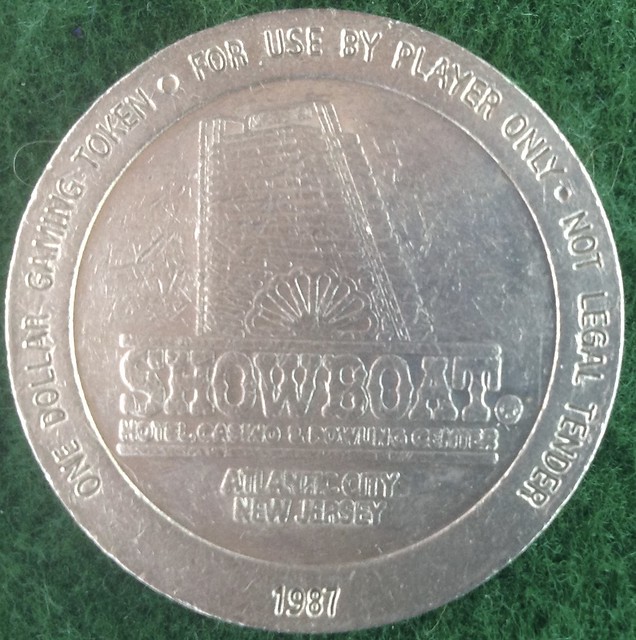 ONE DOLLAR GAMING TOKEN • FOR USE BY PLAYER ONLY • NOT LEGAL TENDER
SHOWBOAT®
HOTEL, CASINO & BOWLING CENTER
ATLANTIC CITY
NEW JERSEY
1987